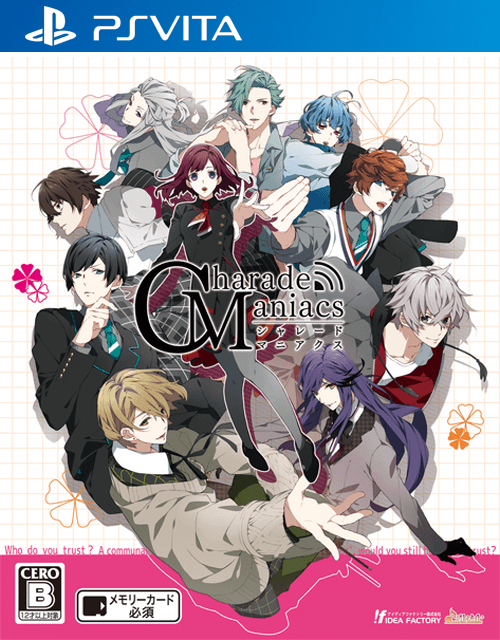 PSVITA
Charade
Maniacs
シャレード
マニアクス
Who do you trust? A communa
would you still trust?
CERO
B
12才以上対象
メモリーカード
必須
アイディアファクトリー株式会社
IDEA FACTORY